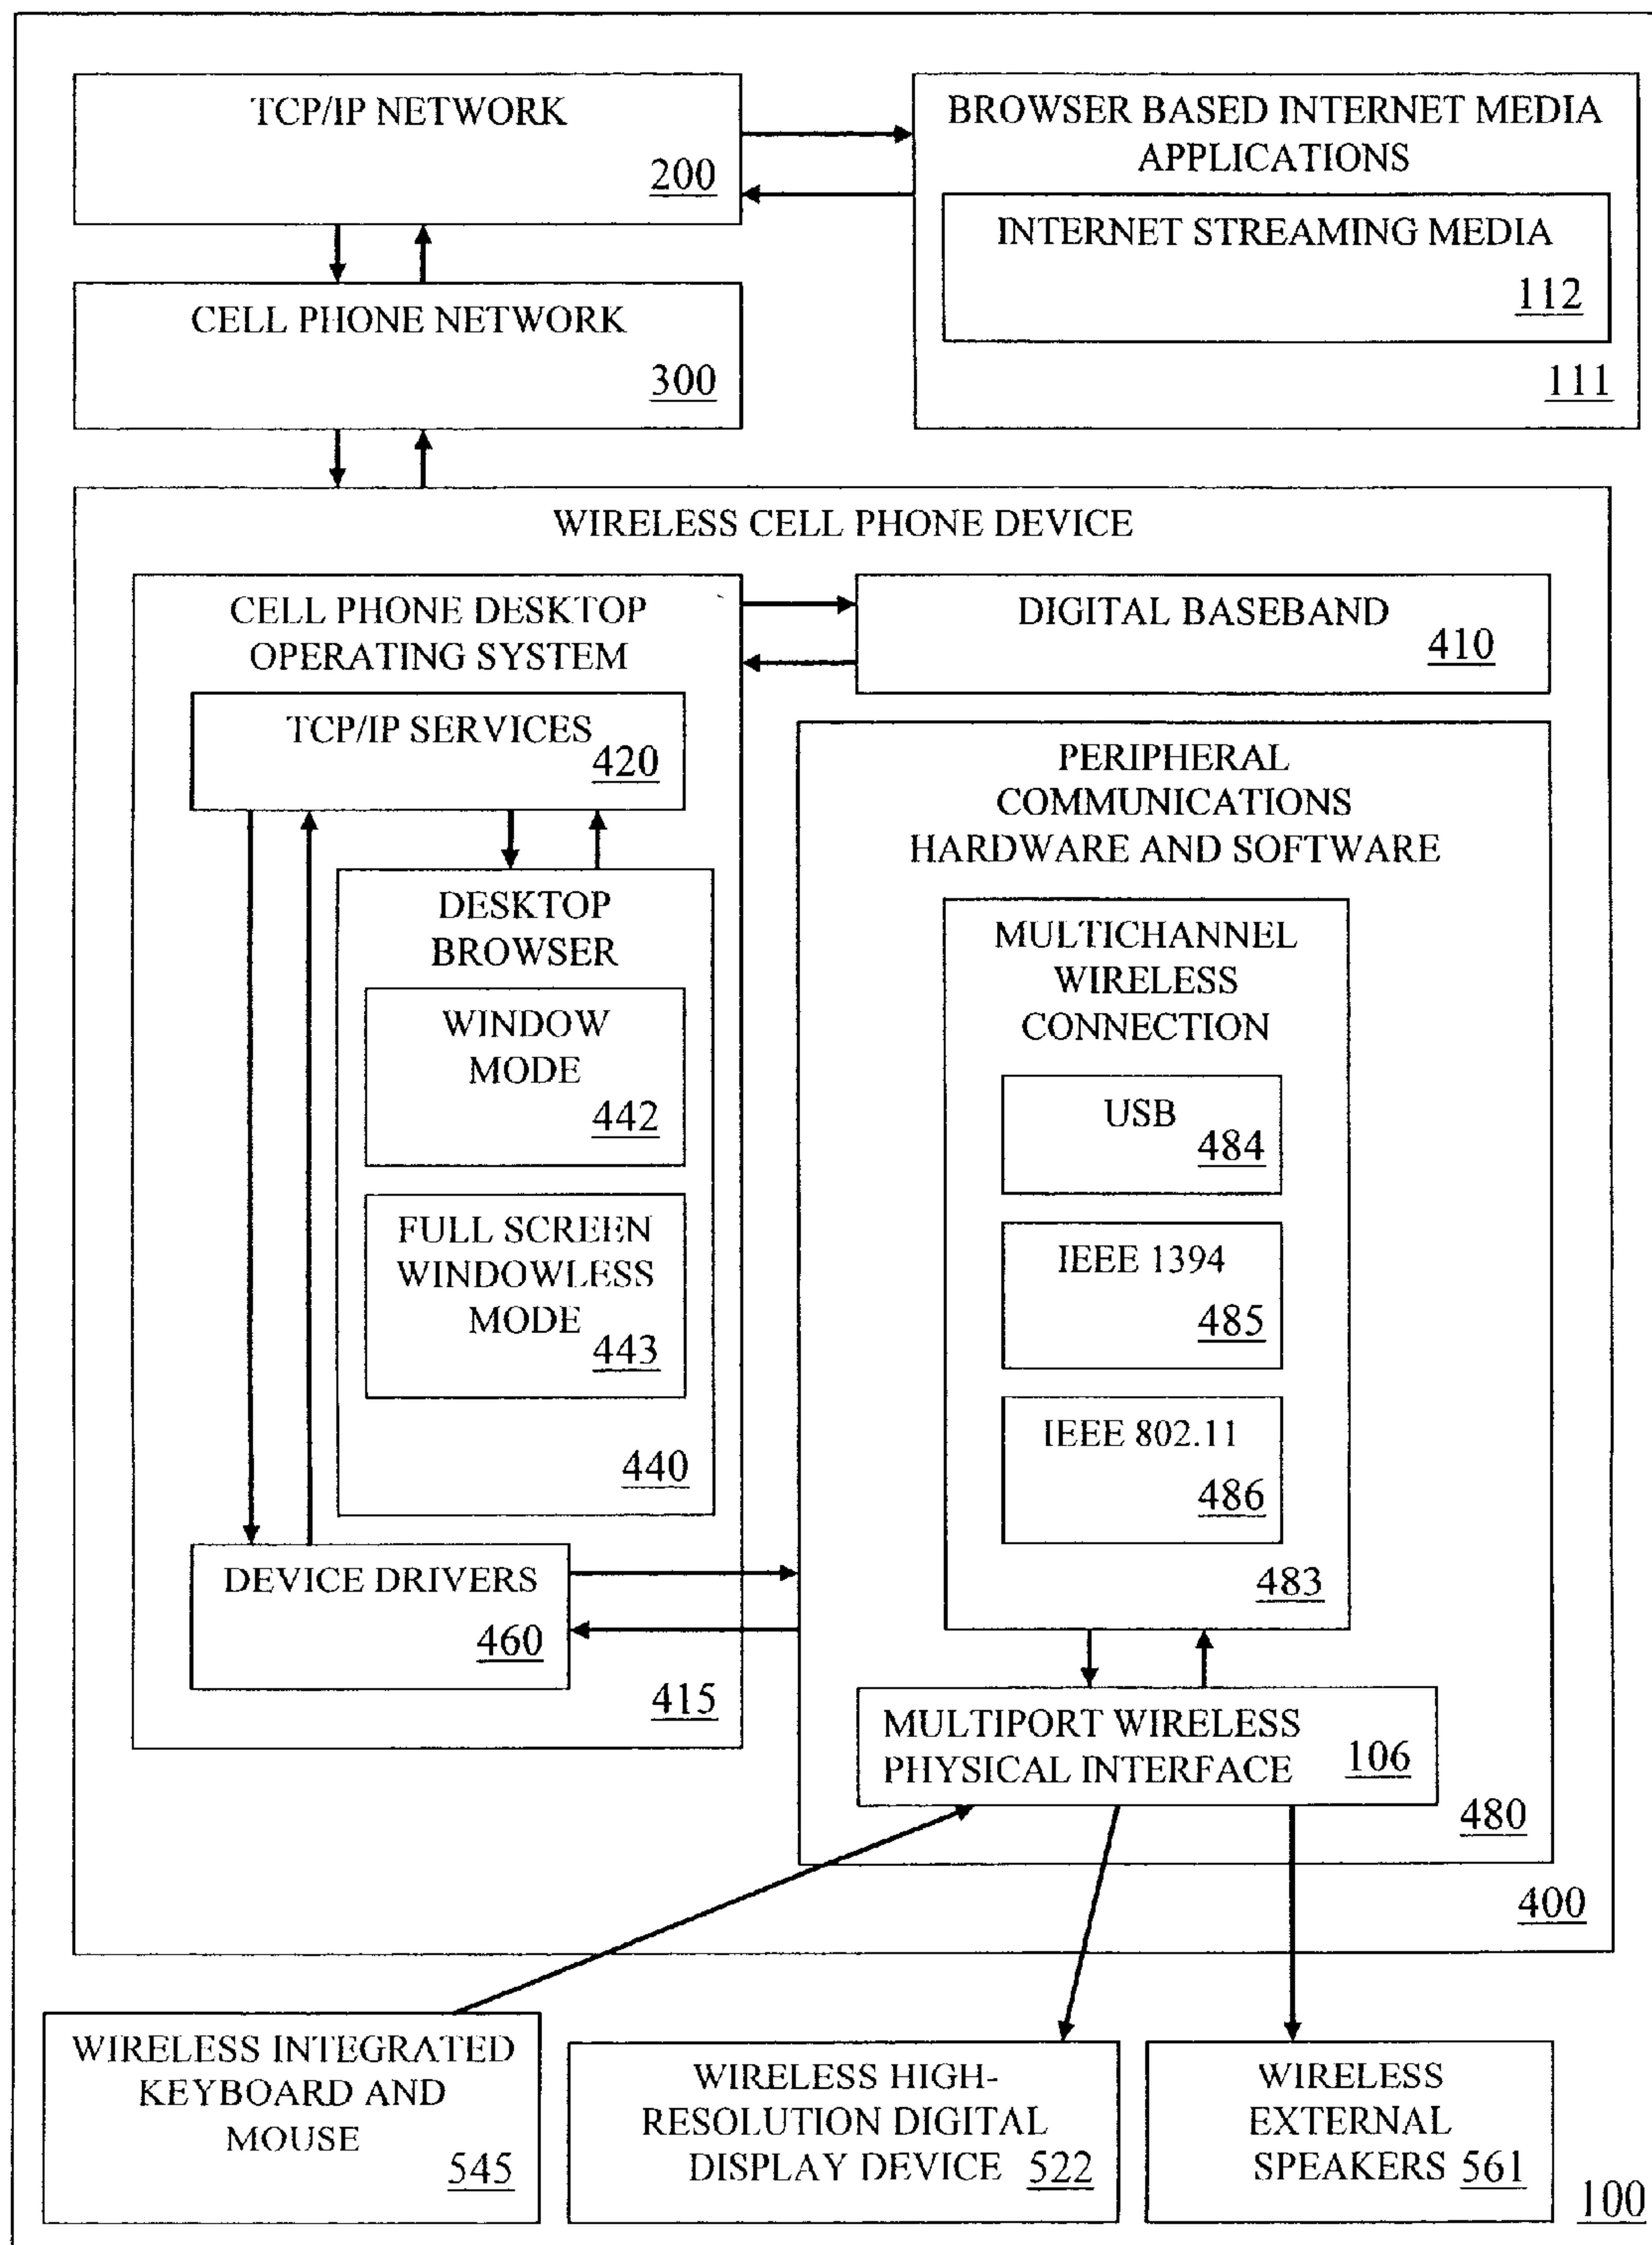 TCP/IP NETWORK
200
BROWSER BASED INTERNET MEDIA
APPLICATIONS
INTERNET STREAMING MEDIA
112
111
CELL PHONE NETWORK
300
WIRELESS CELL PHONE DEVICE
CELL PHONE DESKTOP
OPERATING SYSTEM
DIGITAL BASEBAND
410
TCP/IP SERVICES
420
DESKTOP
BROWSER
WINDOW
MODE
442
FULL SCREEN
WINDOWLESS
MODE
443
440
DEVICE DRIVERS
460
415
PERIPHERAL
COMMUNICATIONS
HARDWARE AND SOFTWARE
MULTICHANNEL
WIRELESS
CONNECTION
USB
484
IEEE 1394
485
IEEE 802.11
486
483
MULTIPORT WIRELESS
PHYSICAL INTERFACE 106
480
400
WIRELESS INTEGRATED
KEYBOARD AND
MOUSE
545
WIRELESS HIGH-
RESOLUTION DIGITAL
DISPLAY DEVICE 522
WIRELESS
EXTERNAL
SPEAKERS 561
100